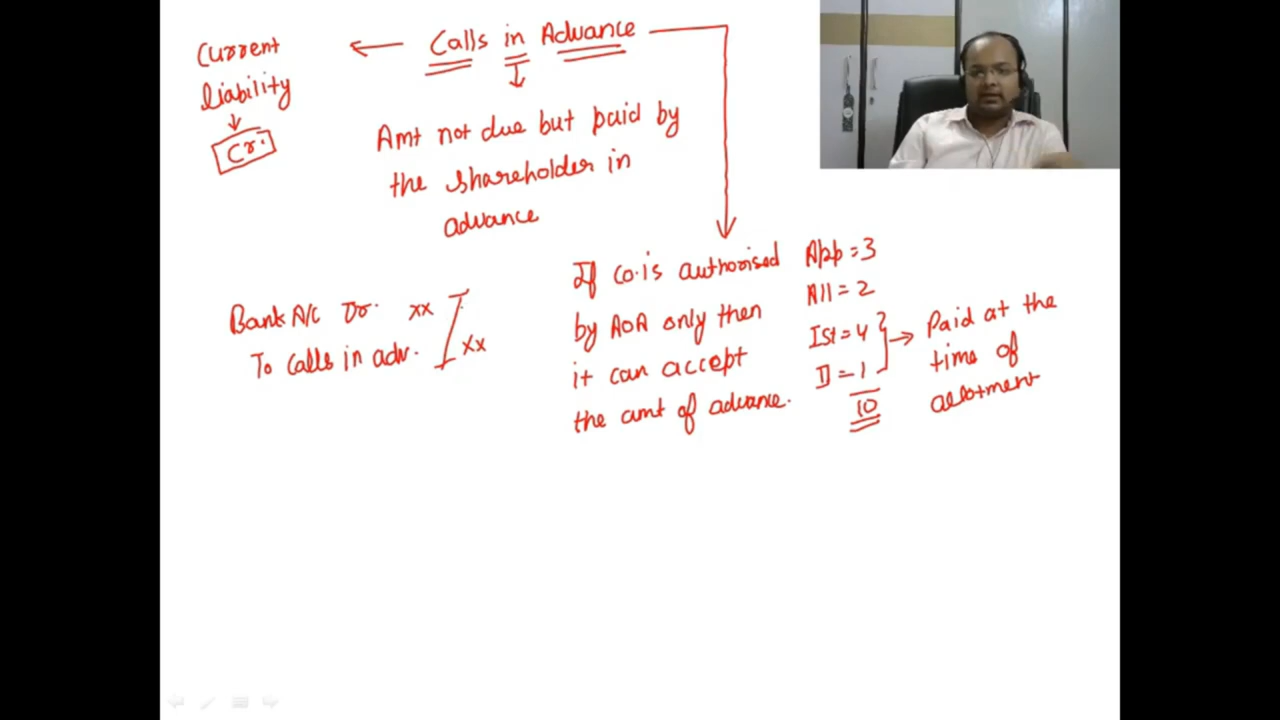 Calls in Advance
Current
liability
Cr.
Amt not due but paid by
the shareholder in
advance
Bank A/C Dr. xx
To Calls in adv. xx
If co. is authorised
by AOA only then
it can accept
the amt of advance.
App = 3
All = 2
Ist = 4
II = 1
10
Paid at the
time of
allotment